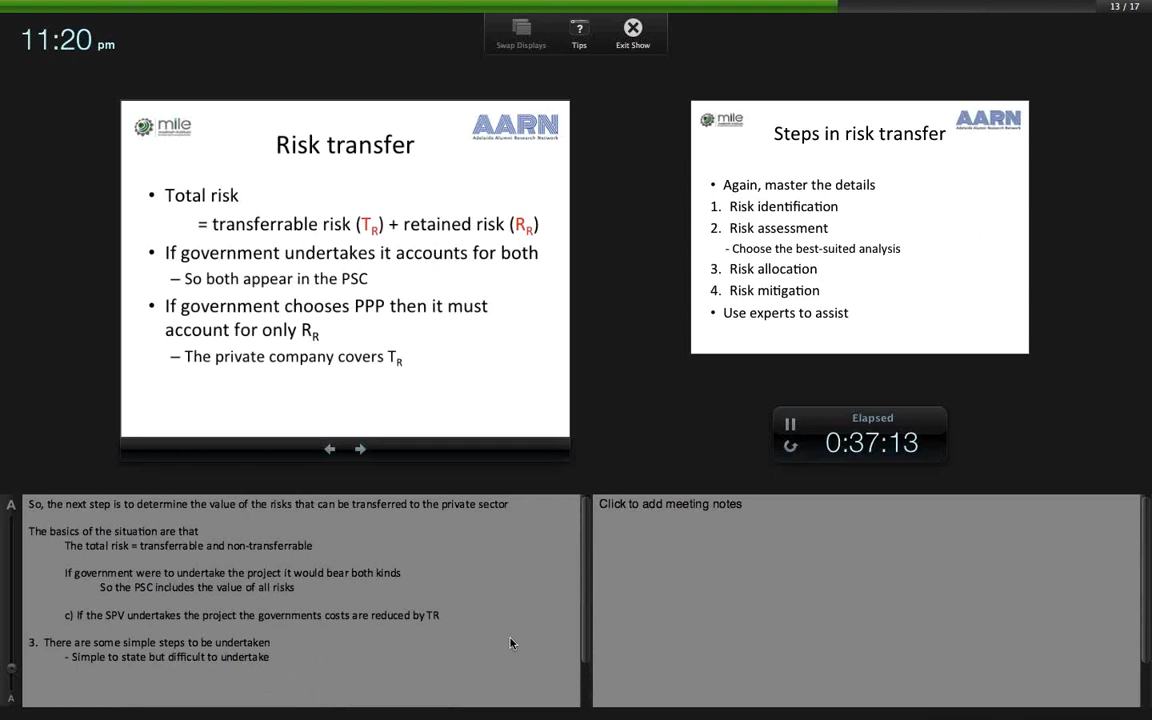 13 / 17
11:20 pm
Swap Displays
Tips
Exit Show
mile
AARN
Adelaide Alumni Research Network
Risk transfer
• Total risk
= transferrable risk (TR) + retained risk (RR)
• If government undertakes it accounts for both
– So both appear in the PSC
• If government chooses PPP then it must
account for only RR
– The private company covers TR
mile
AARN
Adelaide Alumni Research Network
Steps in risk transfer
• Again, master the details
1. Risk identification
2. Risk assessment
- Choose the best-suited analysis
3. Risk allocation
4. Risk mitigation
• Use experts to assist
Elapsed
0:37:13
A
So, the next step is to determine the value of the risks that can be transferred to the private sector
The basics of the situation are that
The total risk = transferrable and non-transferrable
If government were to undertake the project it would bear both kinds
So the PSC includes the value of all risks
c) If the SPV undertakes the project the governments costs are reduced by TR
3. There are some simple steps to be undertaken
- Simple to state but difficult to undertake
A
Click to add meeting notes